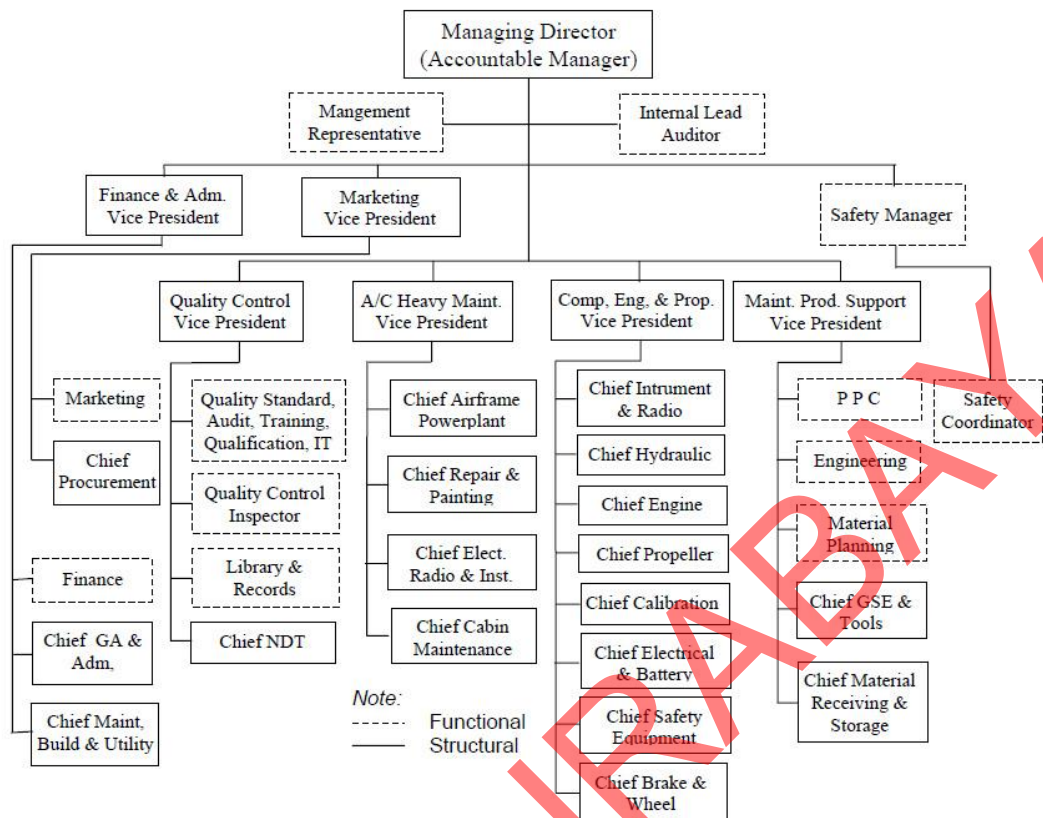 Managing Director
(Accountable Manager)
Mangement
Representative
Internal Lead
Auditor
Finance & Adm.
Vice President
Marketing
Vice President
Safety Manager
Quality Control
Vice President
A/C Heavy Maint.
Vice President
Comp, Eng, & Prop.
Vice President
Maint. Prod. Support
Vice President
Marketing
Chief
Procurement
Finance
Chief GA &
Adm,
Chief Maint,
Build & Utility
Quality Standard,
Audit, Training,
Qualification, IT
Quality Control
Inspector
Library &
Records
Chief NDT
Chief Airframe
Powerplant
Chief Repair &
Painting
Chief Elect.
Radio & Inst.
Chief Cabin
Maintenance
Chief Intrument
& Radio
Chief Hydraulic
Chief Engine
Chief Propeller
Chief Calibration
Chief Electrical
& Battery
Chief Safety
Equipment
Chief Brake &
Wheel
P P C
Engineering
Material
Planning
Chief GSE &
Tools
Chief Material
Receiving &
Storage
Safety
Coordinator
Note:
Functional
Structural